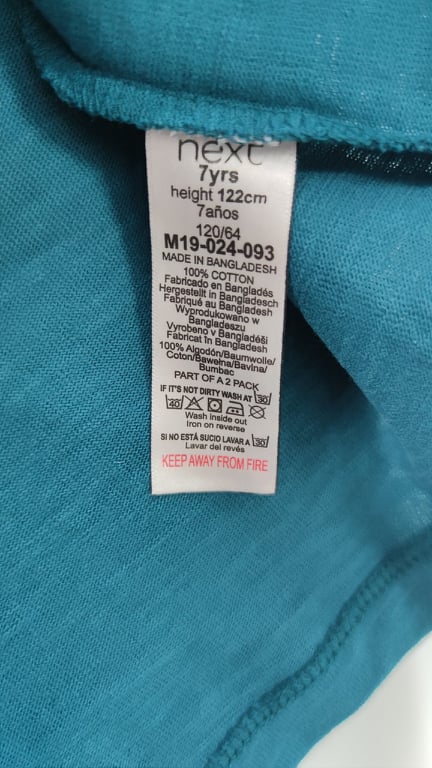 next
7yrs
height 122cm
7años
120/64
M19-024-093
MADE IN BANGLADESH
100% COTTON
Fabricado en Bangladés
Hergestellt in Bangladesch
Fabriqué au Bangladesh
Wyprodukowano w
Bangladeszu
Vyrobeno v Bangladéši
Fabricat în Bangladesh
100% Algodón/Baumwolle/
Coton/Bawełna/Bavlna/
Bumbac
PART OF A 2 PACK
IF IT'S NOT DIRTY WASH AT 30
40
Wash inside out
Iron on reverse
SI NO ESTÁ SUCIO LAVAR A 30
Lavar del revés
KEEP AWAY FROM FIRE